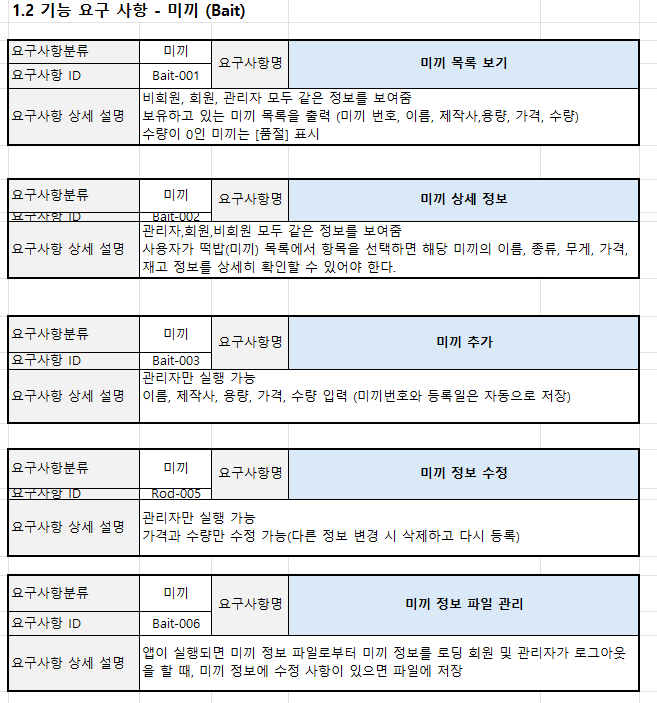 1.2 기능 요구 사항 - 미끼 (Bait)
요구사항분류 미끼 요구사항명 미끼 목록 보기
요구사항 ID Bait-001
요구사항 상세 설명
비회원, 회원, 관리자 모두 같은 정보를 보여줌
보유하고 있는 미끼 목록을 출력 (미끼 번호, 이름, 제작사,용량, 가격, 수량)
수량이 0인 미끼는 [품절] 표시
요구사항분류 미끼 요구사항명 미끼 상세 정보
요구사항 ID Bait-002
요구사항 상세 설명
관리자,회원,비회원 모두 같은 정보를 보여줌
사용자가 떡밥(미끼) 목록에서 항목을 선택하면 해당 미끼의 이름, 종류, 무게, 가격,
재고 정보를 상세히 확인할 수 있어야 한다.
요구사항분류 미끼 요구사항명 미끼 추가
요구사항 ID Bait-003
요구사항 상세 설명
관리자만 실행 가능
이름, 제작사, 용량, 가격, 수량 입력 (미끼번호와 등록일은 자동으로 저장)
요구사항분류 미끼 요구사항명 미끼 정보 수정
요구사항 ID Rod-005
요구사항 상세 설명
관리자만 실행 가능
가격과 수량만 수정 가능(다른 정보 변경 시 삭제하고 다시 등록)
요구사항분류 미끼 요구사항명 미끼 정보 파일 관리
요구사항 ID Bait-006
요구사항 상세 설명
앱이 실행되면 미끼 정보 파일로부터 미끼 정보를 로딩 회원 및 관리자가 로그아웃
을 할 때, 미끼 정보에 수정 사항이 있으면 파일에 저장